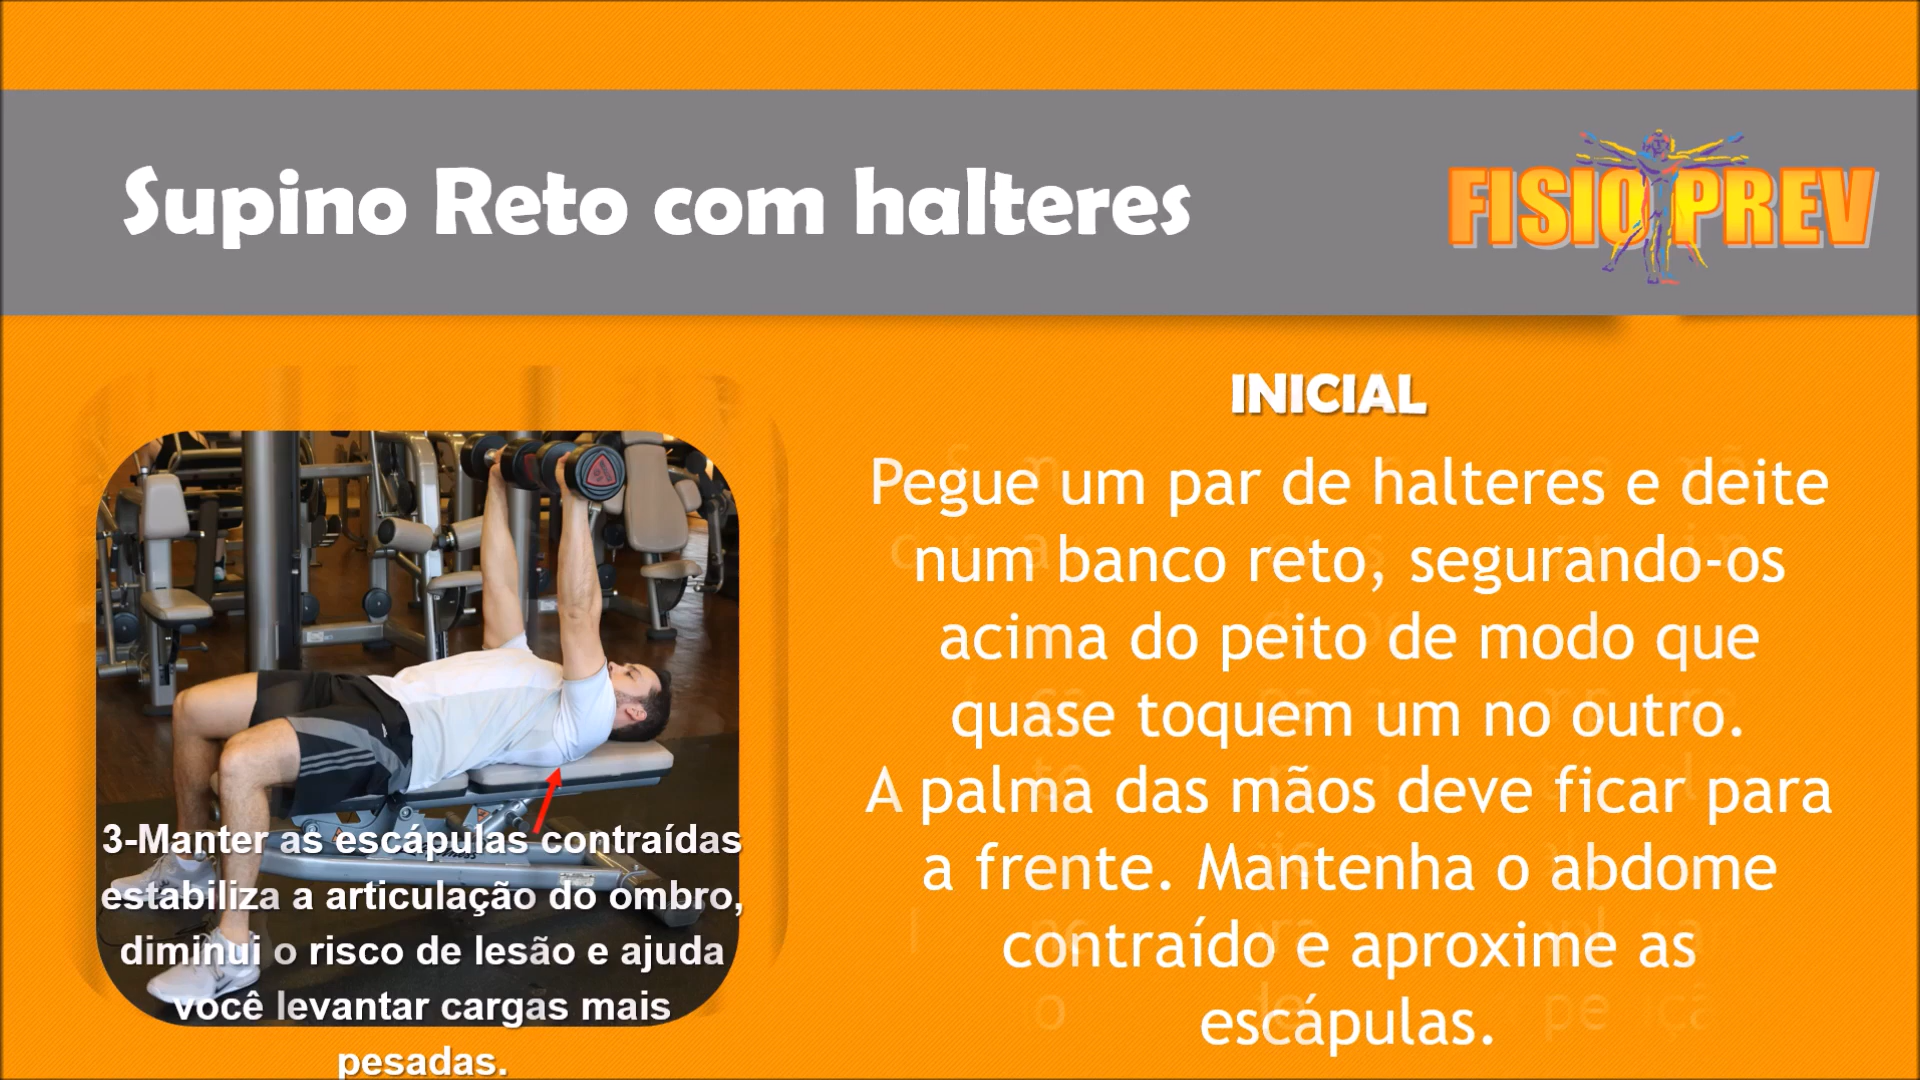 Supino Reto com halteres
FISIO PREV
INICIAL
Pegue um par de halteres e deite
num banco reto, segurando-os
acima do peito de modo que
quase toquem um no outro.
A palma das mãos deve ficar para
a frente. Mantenha o abdome
contraído e aproxime as
escápulas.
3-Manter as escápulas contraídas
estabiliza a articulação do ombro,
diminui o risco de lesão e ajuda
você levantar cargas mais
pesadas.